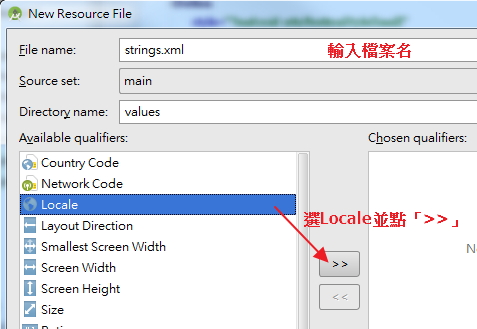 New Resource File
File name: strings.xml 輸入檔案名
Source set: main
Directory name: values
Available qualifiers: Chosen qualifiers:
Country Code
Network Code
Locale
Layout Direction
選Locale並點「>>」
Smallest Screen Width
Screen Width
>>
Screen Height
<<
Size